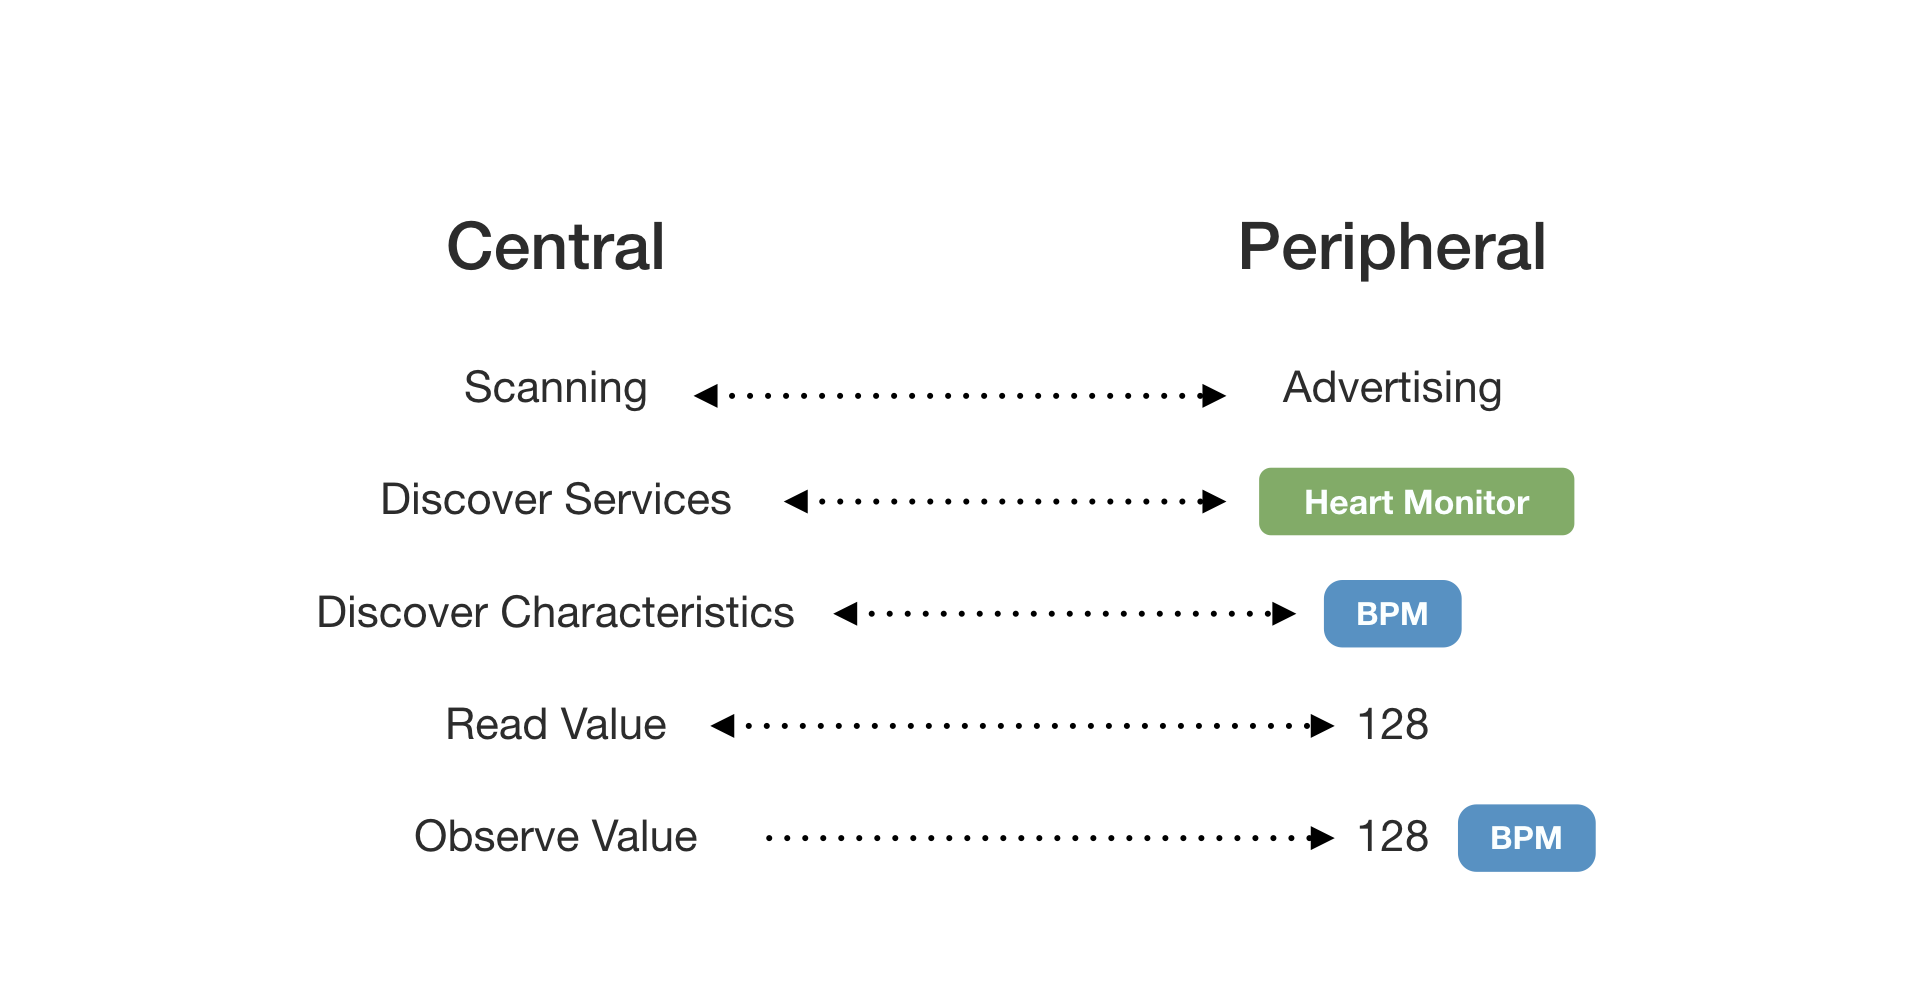 Central Peripheral
Scanning Advertising
Discover Services Heart Monitor
Discover Characteristics BPM
Read Value 128
Observe Value 128 BPM